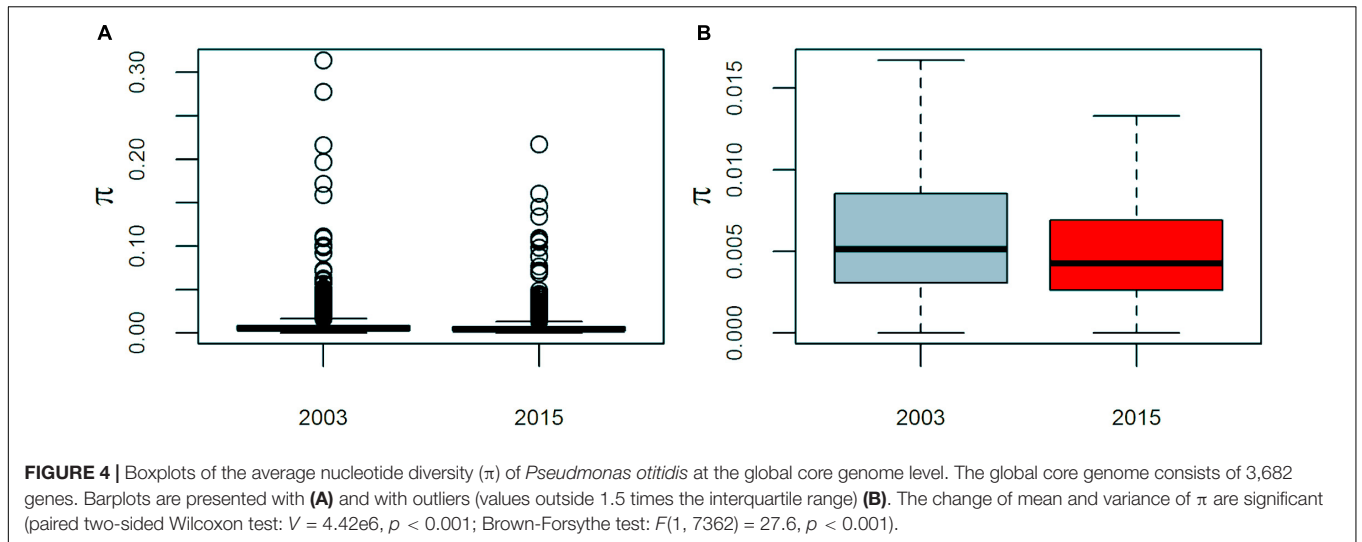 A
B
π
0.30
0.20
0.10
0.00
2003
2015
π
0.015
0.010
0.005
0.000
2003
2015
FIGURE 4 | Boxplots of the average nucleotide diversity (π) of Pseudmonas otitidis at the global core genome level. The global core genome consists of 3,682
genes. Barplots are presented with (A) and with outliers (values outside 1.5 times the interquartile range) (B). The change of mean and variance of π are significant
(paired two-sided Wilcoxon test: V = 4.42e6, p < 0.001; Brown-Forsythe test: F(1, 7362) = 27.6, p < 0.001).